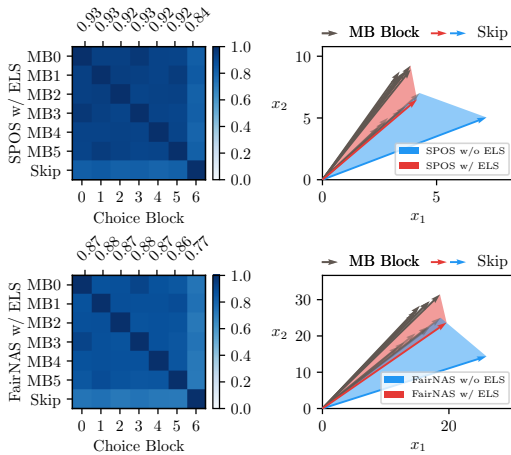 0.93 0.93 0.92 0.93 0.92 0.92 0.84
SPOS w/ ELS
MB0
MB1
MB2
MB3
MB4
MB5
Skip
0 1 2 3 4 5 6
Choice Block
1.0
0.8
0.6
0.4
0.2
0.0
MB Block Skip
10
5
0
x2
0 5
x1
SPOS w/o ELS
SPOS w/ ELS
0.87 0.88 0.87 0.88 0.87 0.86 0.77
FairNAS w/ ELS
MB0
MB1
MB2
MB3
MB4
MB5
Skip
0 1 2 3 4 5 6
Choice Block
1.0
0.8
0.6
0.4
0.2
0.0
MB Block Skip
30
20
10
0
x2
0 20
x1
FairNAS w/o ELS
FairNAS w/ ELS